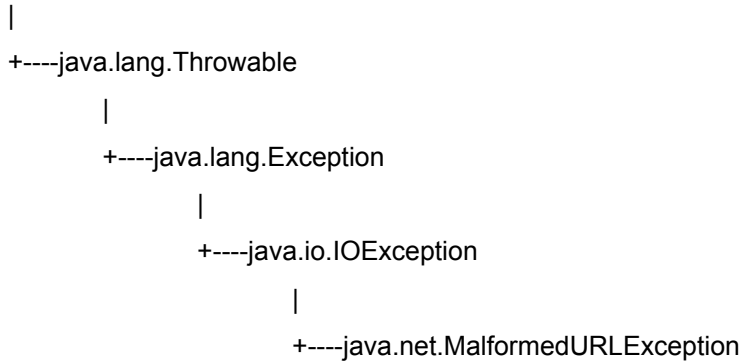 |
+----java.lang.Throwable
|
+----java.lang.Exception
|
+----java.io.IOException
|
+----java.net.MalformedURLException